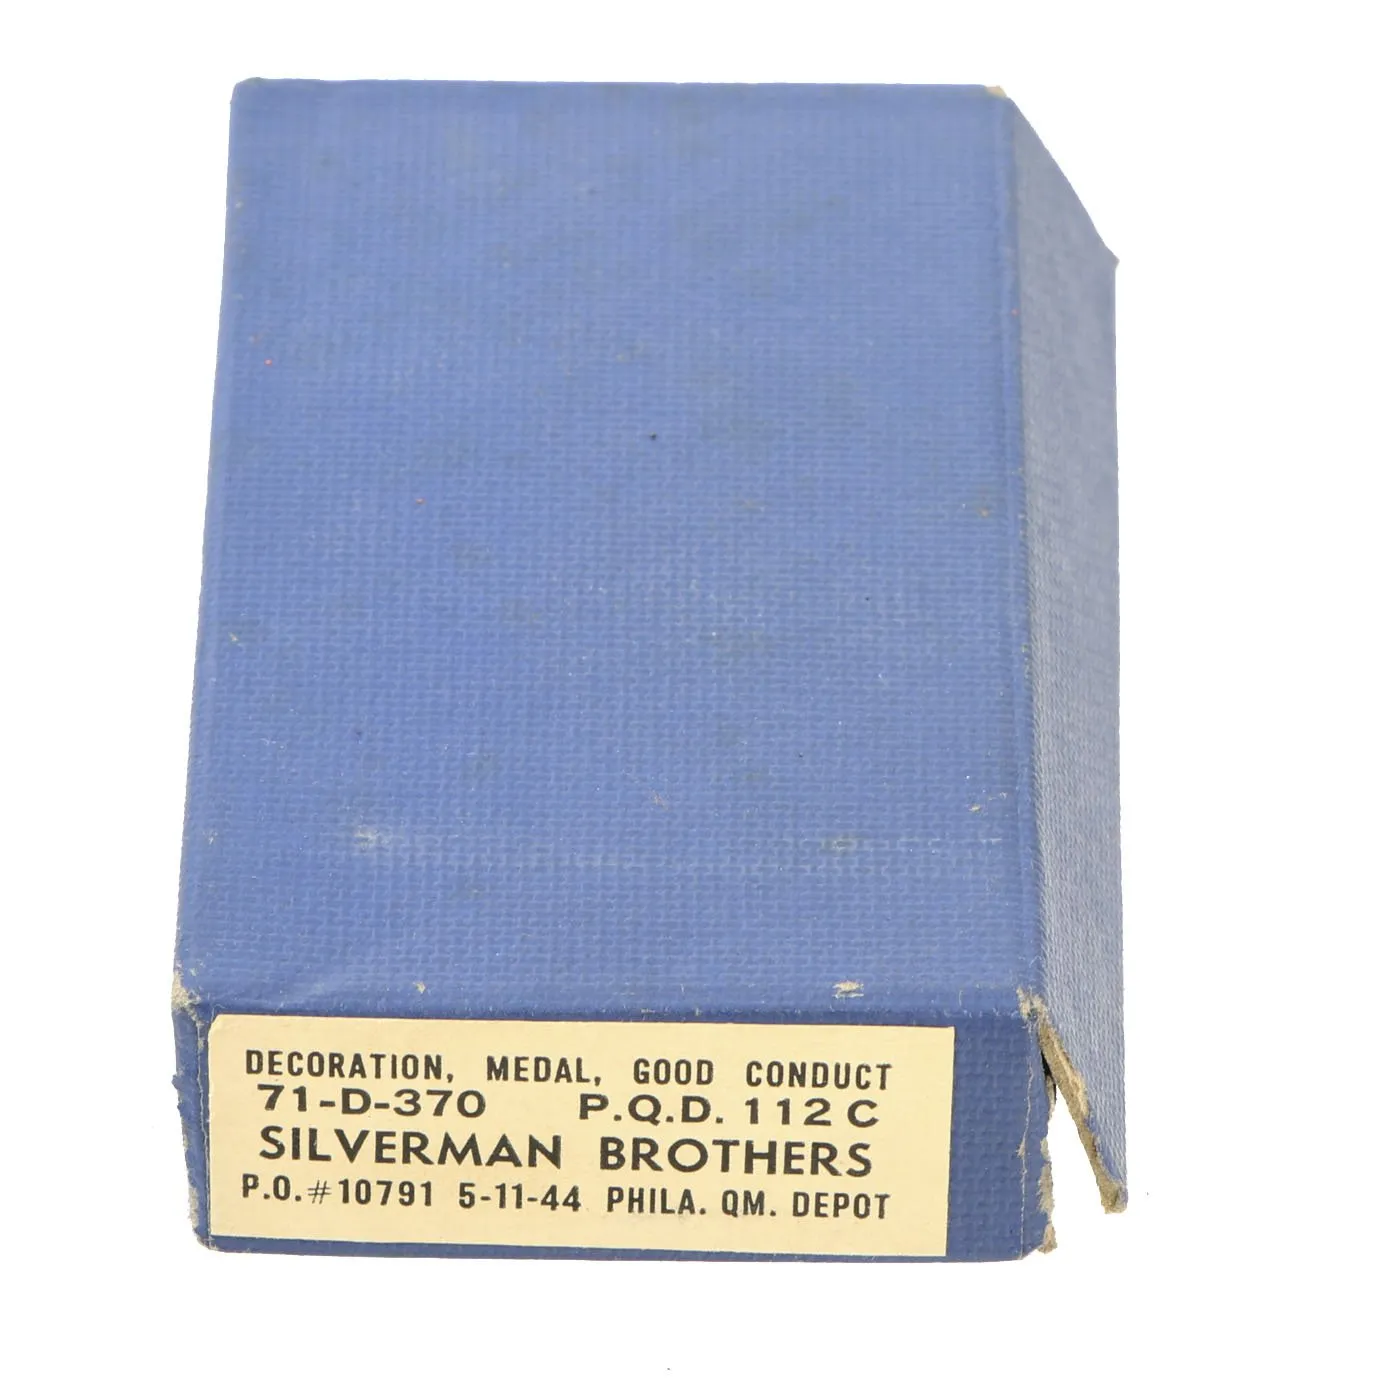 DECORATION, MEDAL, GOOD CONDUCT
71-D-370 P.Q.D. 112 C
SILVERMAN BROTHERS
P.O.#10791 5-11-44 PHILA. QM. DEPOT